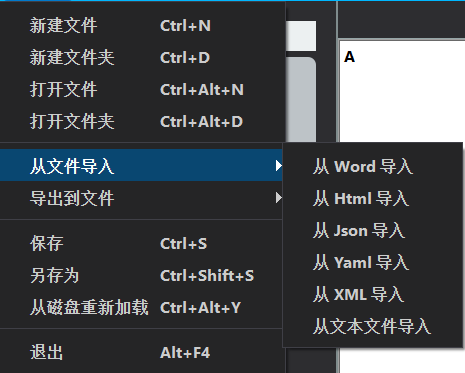 新建文件 Ctrl+N
新建文件夹 Ctrl+D
打开文件 Ctrl+Alt+N
打开文件夹 Ctrl+Alt+D
从文件导入
导出到文件
保存 Ctrl+S
另存为 Ctrl+Shift+S
从磁盘重新加载 Ctrl+Alt+Y
退出 Alt+F4
A
从 Word 导入
从 Html 导入
从 Json 导入
从 Yaml 导入
从 XML 导入
从文本文件导入